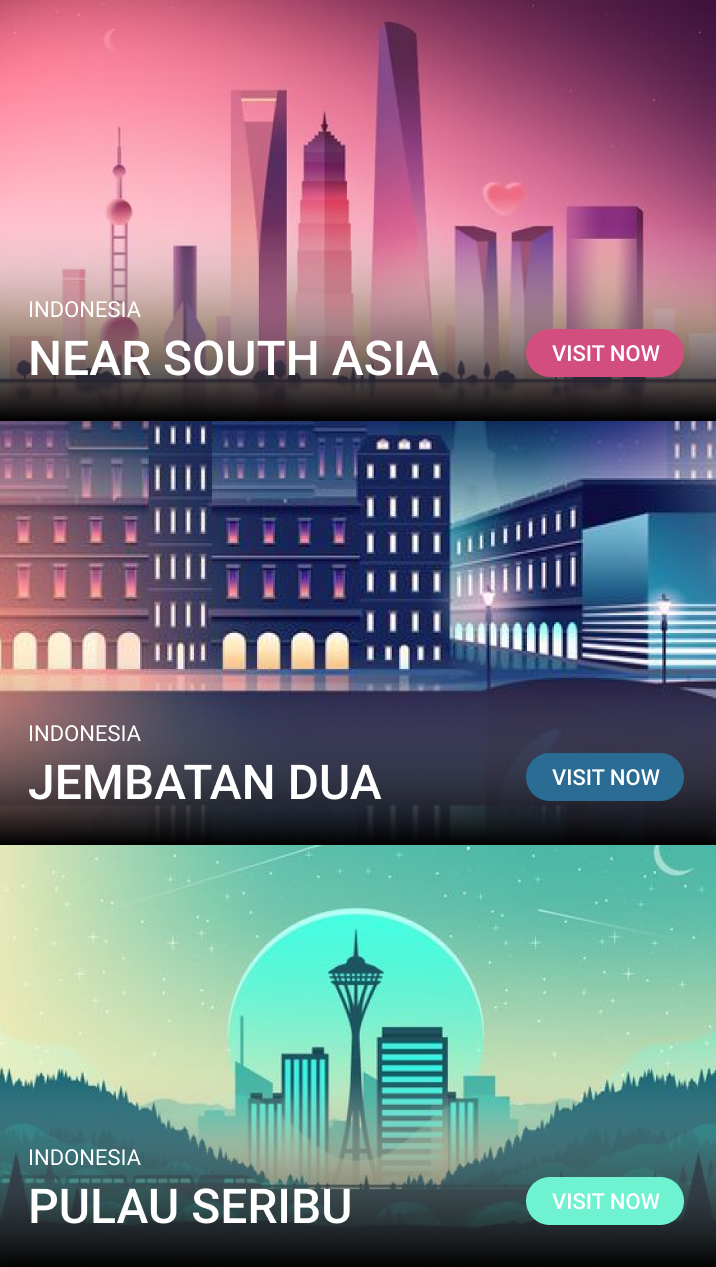 INDONESIA
NEAR SOUTH ASIA
VISIT NOW
INDONESIA
JEMBATAN DUA
VISIT NOW
INDONESIA
PULAU SERIBU
VISIT NOW